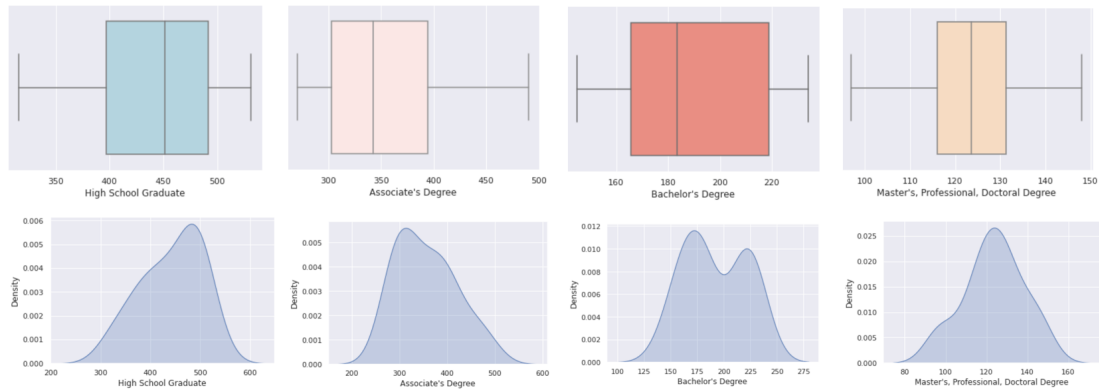 350 400 450 500
High School Graduate
300 350 400 450 500
Associate's Degree
160 180 200 220
Bachelor's Degree
100 110 120 130 140 150
Master's, Professional, Doctoral Degree
0.006
0.005
0.004
0.003
0.002
0.001
0.000
Density
200 300 400 500 600
High School Graduate
0.005
0.004
0.003
0.002
0.001
0.000
Density
200 300 400 500 600
Associate's Degree
0.012
0.010
0.008
0.006
0.004
0.002
0.000
Density
100 125 150 175 200 225 250 275
Bachelor's Degree
0.025
0.020
0.015
0.010
0.005
0.000
Density
80 100 120 140 160
Master's, Professional, Doctoral Degree